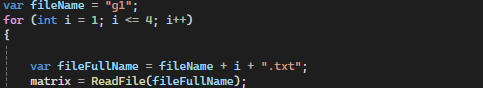 var fileName = "g1";
for (int i = 1; i <= 4; i++)
{
var fileFullName = fileName + i + ".txt";
matrix = ReadFile(fileFullName);